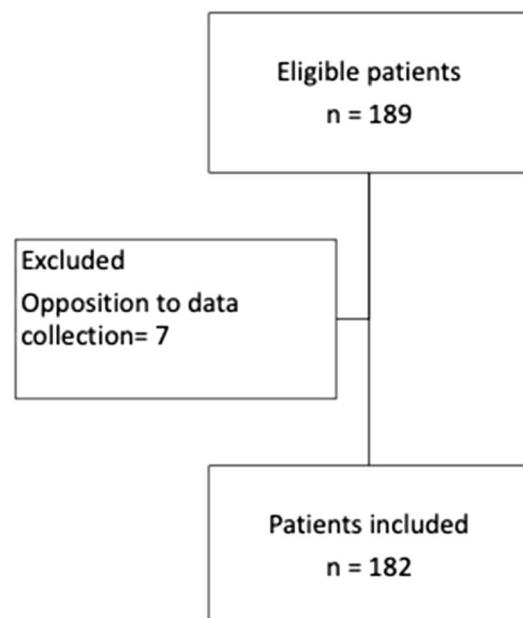 Eligible patients
n = 189
Excluded
Opposition to data
collection= 7
Patients included
n = 182